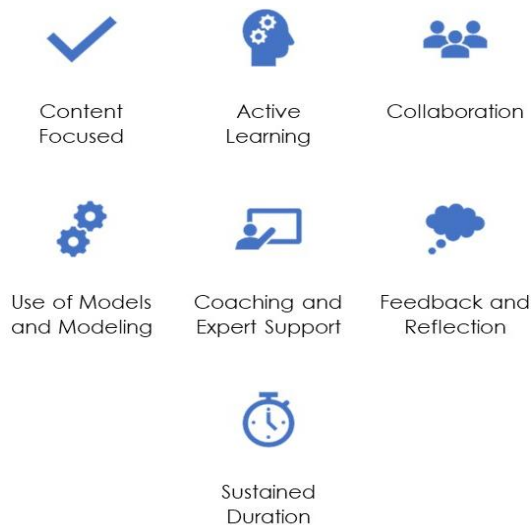 Content
Focused
Active
Learning
Collaboration
Use of Models
and Modeling
Coaching and
Expert Support
Feedback and
Reflection
Sustained
Duration